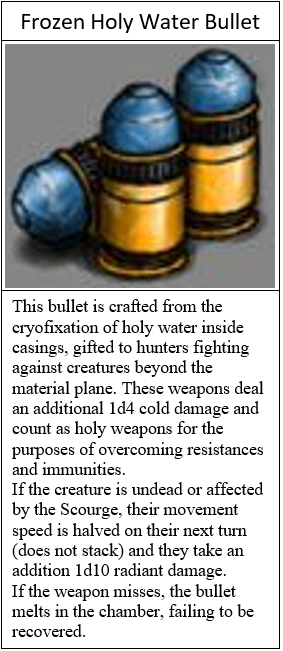 Frozen Holy Water Bullet
This bullet is crafted from the
cryofixation of holy water inside
casings, gifted to hunters fighting
against creatures beyond the
material plane. These weapons deal
an additional 1d4 cold damage and
count as holy weapons for the
purposes of overcoming resistances
and immunities.
If the creature is undead or affected
by the Scourge, their movement
speed is halved on their next turn
(does not stack) and they take an
addition 1d10 radiant damage.
If the weapon misses, the bullet
melts in the chamber, failing to be
recovered.